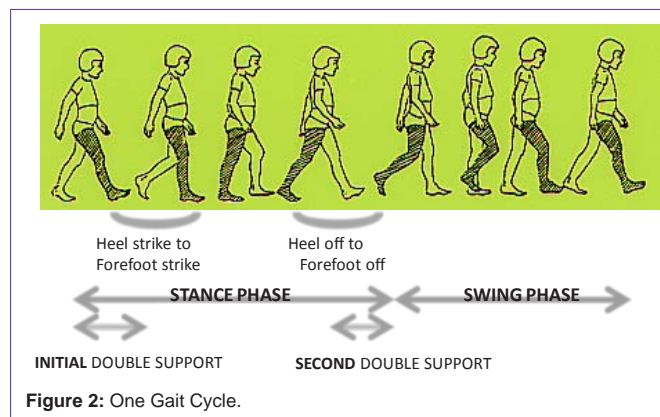 Heel strike to
Forefoot strike
Heel off to
Forefoot off
STANCE PHASE
SWING PHASE
INITIAL DOUBLE SUPPORT
SECOND DOUBLE SUPPORT
Figure 2: One Gait Cycle.